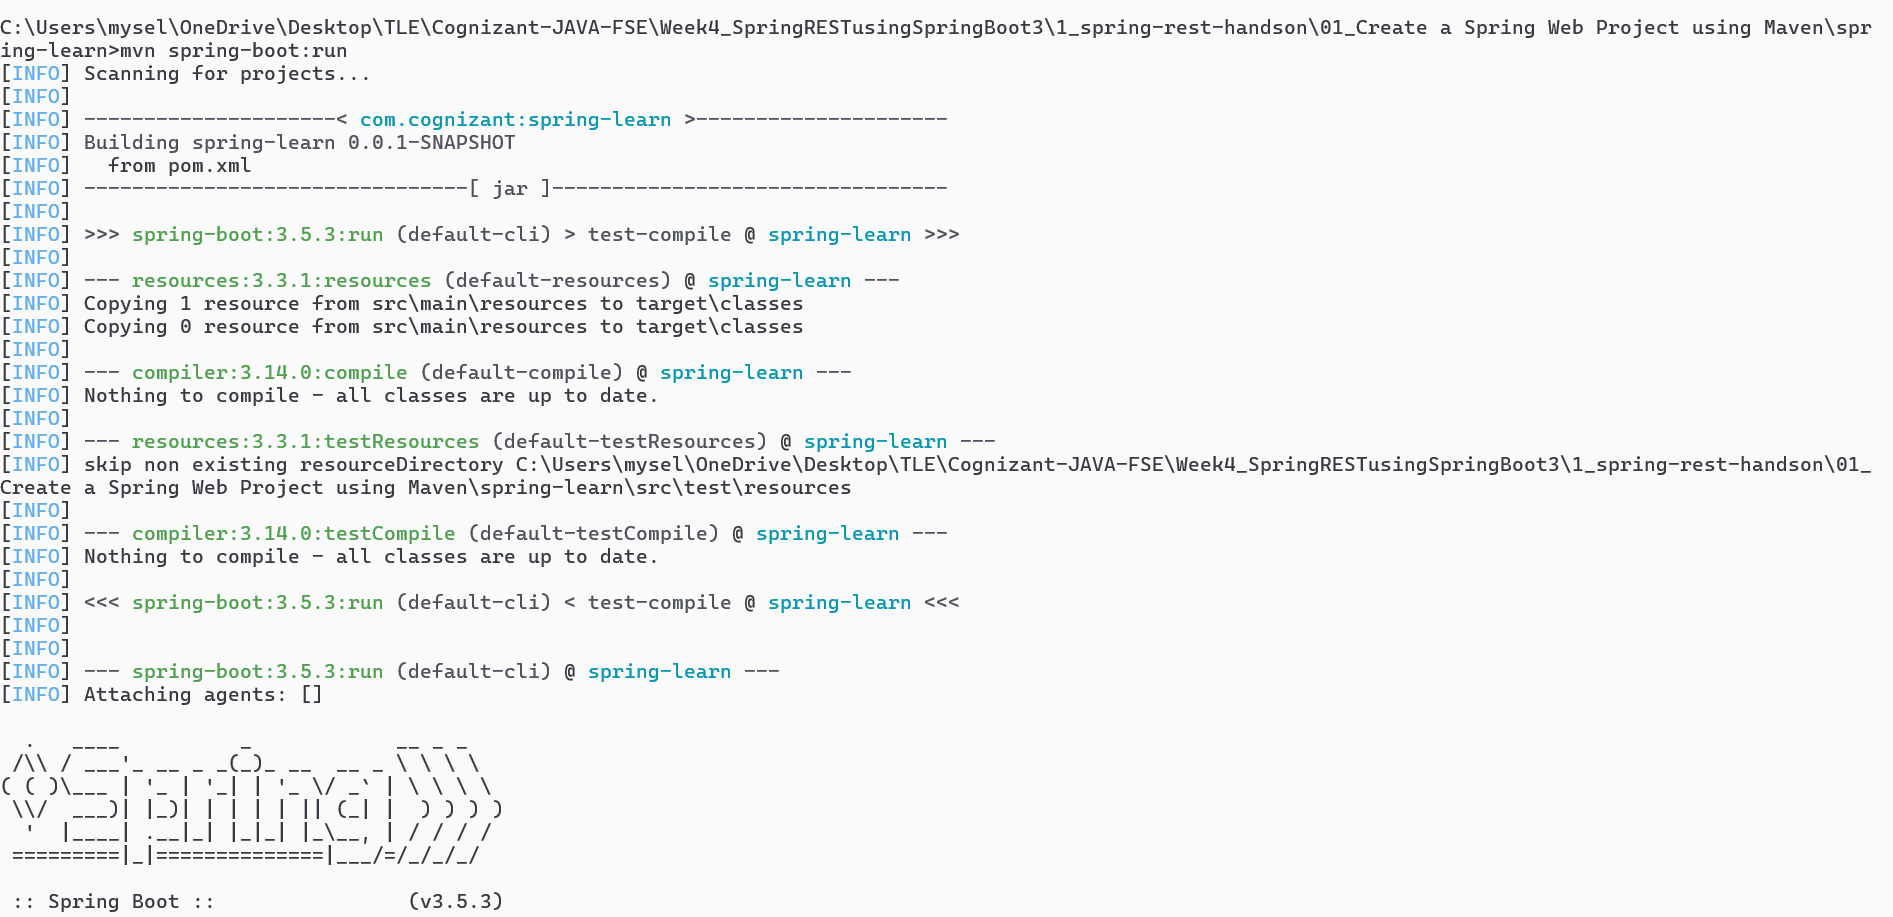 C:\Users\mysel\OneDrive\Desktop\TLE\Cognizant-JAVA-FSE\Week4_SpringRESTusingSpringBoot3\1_spring-rest-handson\01_Create a Spring Web Project using Maven\spr
ing-learn>mvn spring-boot:run
[INFO] Scanning for projects...
[INFO]
[INFO] ---------------------< com.cognizant:spring-learn >---------------------
[INFO] Building spring-learn 0.0.1-SNAPSHOT
[INFO]   from pom.xml
[INFO] --------------------------------[ jar ]---------------------------------
[INFO]
[INFO] >>> spring-boot:3.5.3:run (default-cli) > test-compile @ spring-learn >>>
[INFO]
[INFO] --- resources:3.3.1:resources (default-resources) @ spring-learn ---
[INFO] Copying 1 resource from src\main\resources to target\classes
[INFO] Copying 0 resource from src\main\resources to target\classes
[INFO]
[INFO] --- compiler:3.14.0:compile (default-compile) @ spring-learn ---
[INFO] Nothing to compile - all classes are up to date.
[INFO]
[INFO] --- resources:3.3.1:testResources (default-testResources) @ spring-learn ---
[INFO] skip non existing resourceDirectory C:\Users\mysel\OneDrive\Desktop\TLE\Cognizant-JAVA-FSE\Week4_SpringRESTusingSpringBoot3\1_spring-rest-handson\01_
Create a Spring Web Project using Maven\spring-learn\src\test\resources
[INFO]
[INFO] --- compiler:3.14.0:testCompile (default-testCompile) @ spring-learn ---
[INFO] Nothing to compile - all classes are up to date.
[INFO]
[INFO] <<< spring-boot:3.5.3:run (default-cli) < test-compile @ spring-learn <<<
[INFO]
[INFO]
[INFO] --- spring-boot:3.5.3:run (default-cli) @ spring-learn ---
[INFO] Attaching agents: []

  .   ____          _            __ _ _
 /\\ / ___'_ __ _ _(_)_ __  __ _ \ \ \ \
( ( )\___ | '_ | '_| | '_ \/ _` | \ \ \ \
 \\/  ___)| |_)| | | | | || (_| |  ) ) ) )
  '  |____| .__|_| |_|_| |_\__, | / / / /
 =========|_|==============|___/=/_/_/_/

 :: Spring Boot ::                (v3.5.3)